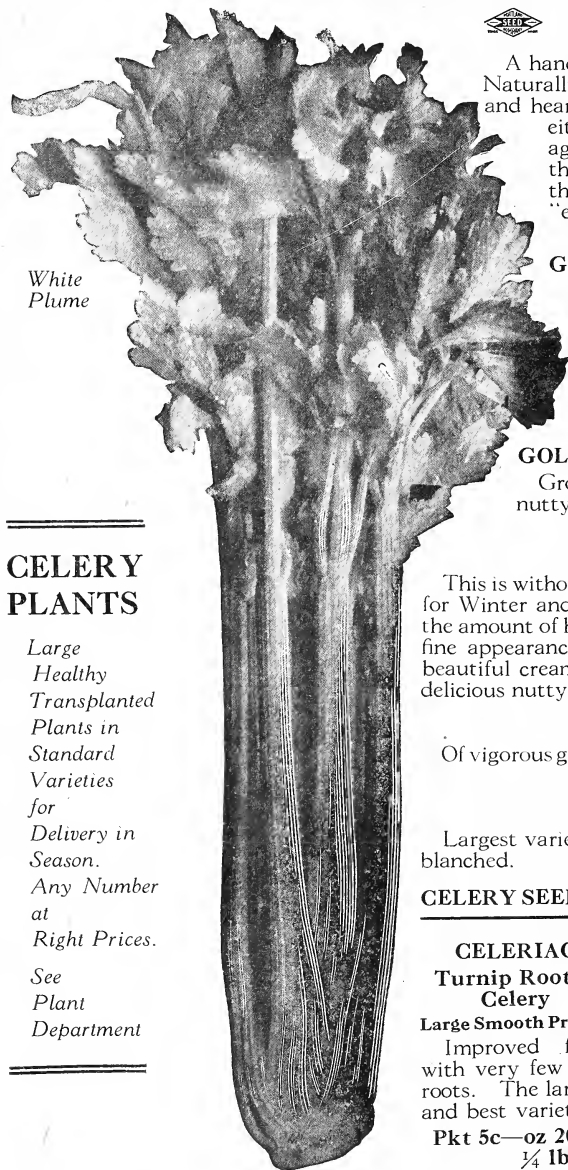 SEED
A hand
Naturall
and hear
eit
ag
th
th
"e
G
White
Plume
GOL
Gro
nutty
CELERY
PLANTS
Large
Healthy
Transplanted
Plants in
Standard
Varieties
for
Delivery in
Season.
Any Number
at
Right Prices.
See
Plant
Department
This is witho
for Winter and
the amount of h
fine appearanc
beautiful crean
delicious nutty
Of vigorous g
Largest varie
blanched.
CELERY SEE
CELERIAC
Turnip Root
Celery
Large Smooth Pr
Improved f
with very few
roots. The lar
and best variet
Pkt 5c—oz 20
¼ lb